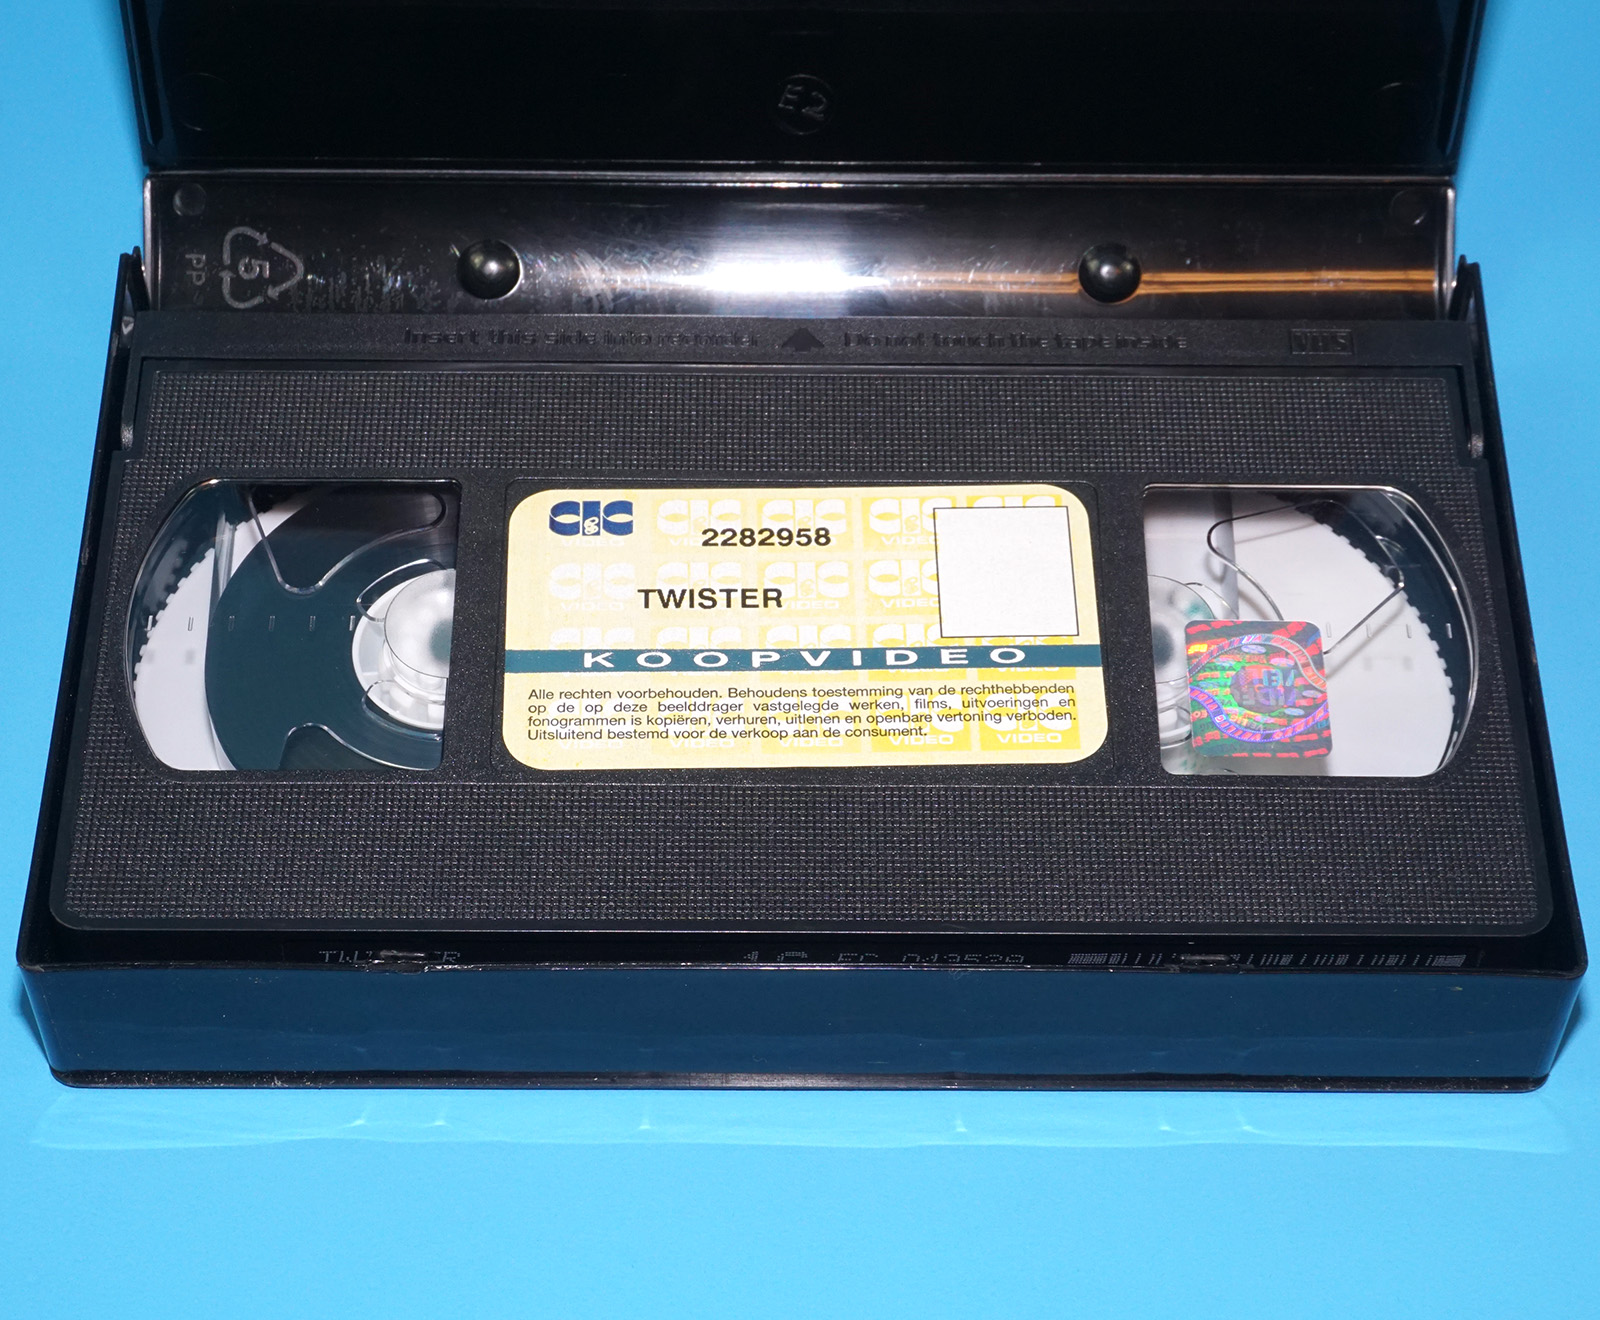 E2
5
PP
Insert this side into recorder
Do not touch the tape inside
VHS
CIC
VIDEO
2282958
TWISTER
KOOPVIDEO
Alle rechten voorbehouden. Behoudens toestemming van de rechthebbenden
op de op deze beelddrager vastgelegde werken, films, uitvoeringen en
fonogrammen is kopiëren, verhuren, uitlenen en openbare vertoning verboden.
Uitsluitend bestemd voor de verkoop aan de consument.